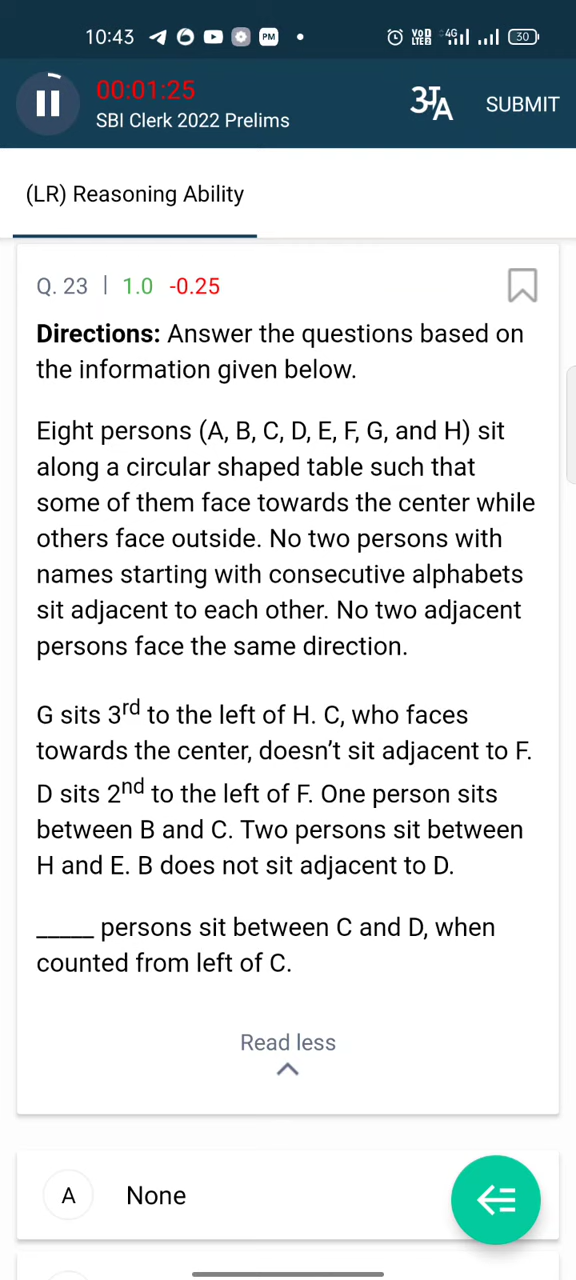 10:43 PM VoD LTE2 4G 30
00:01:25
SBI Clerk 2022 Prelims
SUBMIT
(LR) Reasoning Ability
Q. 23 | 1.0 -0.25
Directions: Answer the questions based on
the information given below.
Eight persons (A, B, C, D, E, F, G, and H) sit
along a circular shaped table such that
some of them face towards the center while
others face outside. No two persons with
names starting with consecutive alphabets
sit adjacent to each other. No two adjacent
persons face the same direction.
G sits 3rd to the left of H. C, who faces
towards the center, doesn’t sit adjacent to F.
D sits 2nd to the left of F. One person sits
between B and C. Two persons sit between
H and E. B does not sit adjacent to D.
_____ persons sit between C and D, when
counted from left of C.
Read less
A None